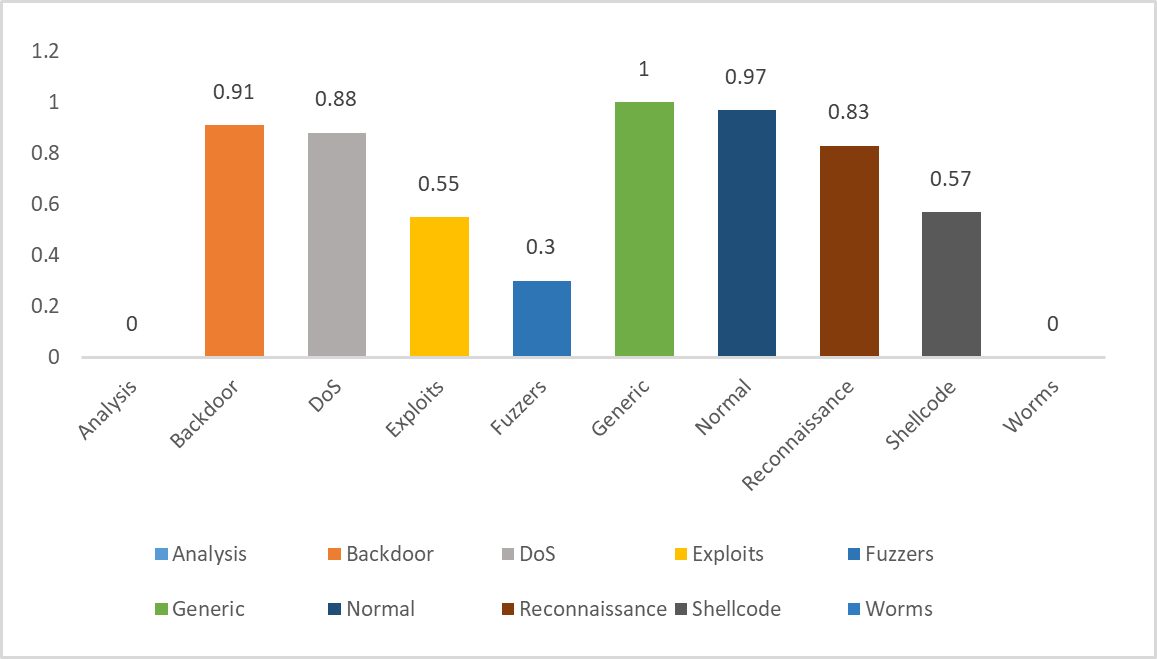 1.2
1
0.8
0.6
0.4
0.2
0
0
0.91
0.88
0.55
0.3
1
0.97
0.83
0.57
0
Analysis
Backdoor
DoS
Exploits
Fuzzers
Generic
Normal
Reconnaissance
Shellcode
Worms
Analysis Backdoor DoS Exploits Fuzzers
Generic Normal Reconnaissance Shellcode Worms